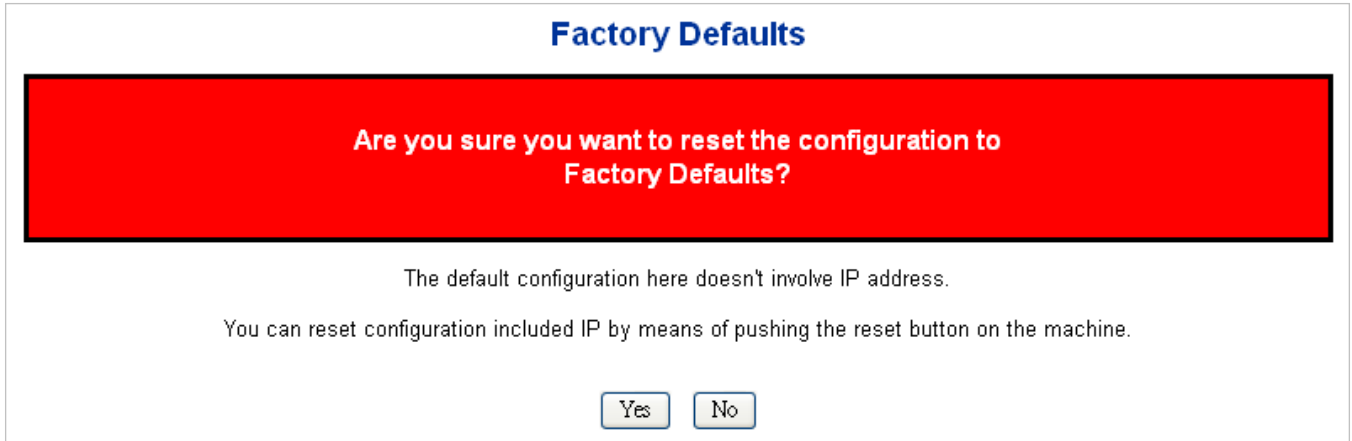 Factory Defaults
Are you sure you want to reset the configuration to
Factory Defaults?
The default configuration here doesn't involve IP address.
You can reset configuration included IP by means of pushing the reset button on the machine.
Yes No